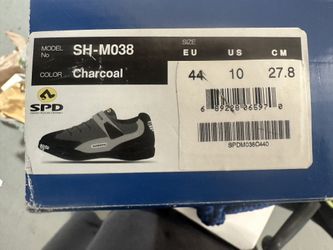 MODEL No SH-M038
COLOR Charcoal
SPD
SIZE
EU US CM
44 10 27.8
SPDM038C440